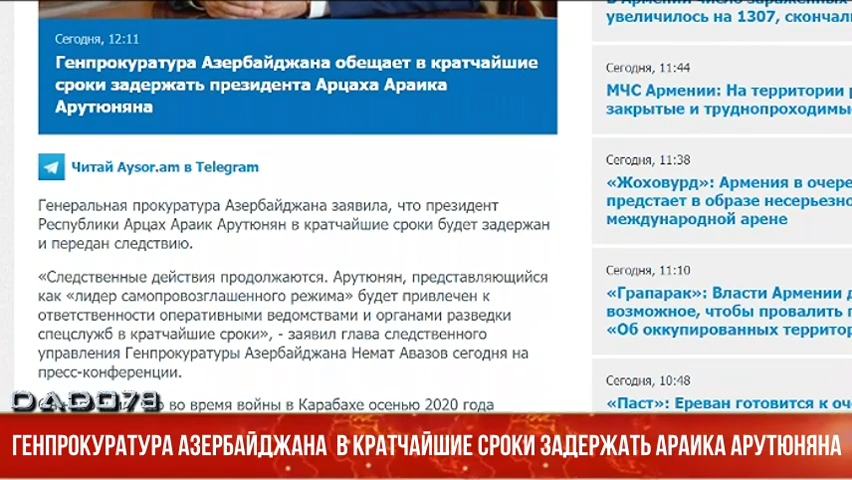 Сегодня, 12:11
Генпрокуратура Азербайджана обещает в кратчайшие
сроки задержать президента Арцаха Араика
Арутюняна
Читай Aysor.am в Telegram
Генеральная прокуратура Азербайджана заявила, что президент
Республики Арцах Араик Арутюнян в кратчайшие сроки будет задержан
и передан следствию.
«Следственные действия продолжаются. Арутюнян, представляющийся
как «лидер самопровозглашенного режима» будет привлечен к
ответственности оперативными ведомствами и органами разведки
спецслужб в кратчайшие сроки», - заявил глава следственного
управления Генпрокуратуры Азербайджана Немат Авазов сегодня на
пресс-конференции.
во время войны в Карабахе осенью 2020 года
В Армении число зараженных
увеличилось на 1307, скончали
Сегодня, 11:44
МЧС Армении: На территории
закрытые и труднопроходимы
Сегодня, 11:38
«Жоховурд»: Армения в очере
предстает в образе несерьезно
международной арене
Сегодня, 11:10
«Грапарак»: Власти Армении д
возможное, чтобы провалить
«Об оккупированных территор
Сегодня, 10:48
«Паст»: Ереван готовится к оче
DADO79
ГЕНПРОКУРАТУРА АЗЕРБАЙДЖАНА В КРАТЧАЙШИЕ СРОКИ ЗАДЕРЖАТЬ АРАИКА АРУТЮНЯНА